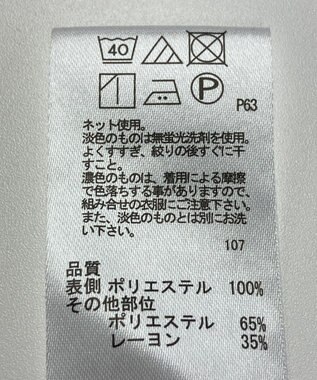 40
P
P63
ネット使用。
淡色のものは無蛍光洗剤を使用。
よくすすぎ、絞りの後すぐに干
すこと。
濃色のものは、着用による摩擦
で色落ちする事がありますので、
組み合せの衣服にご注意下さい。
また、淡色のものとは別にお洗
い下さい。
107
品質
表側 ポリエステル 100%
その他部位
ポリエステル 65%
レーヨン 35%